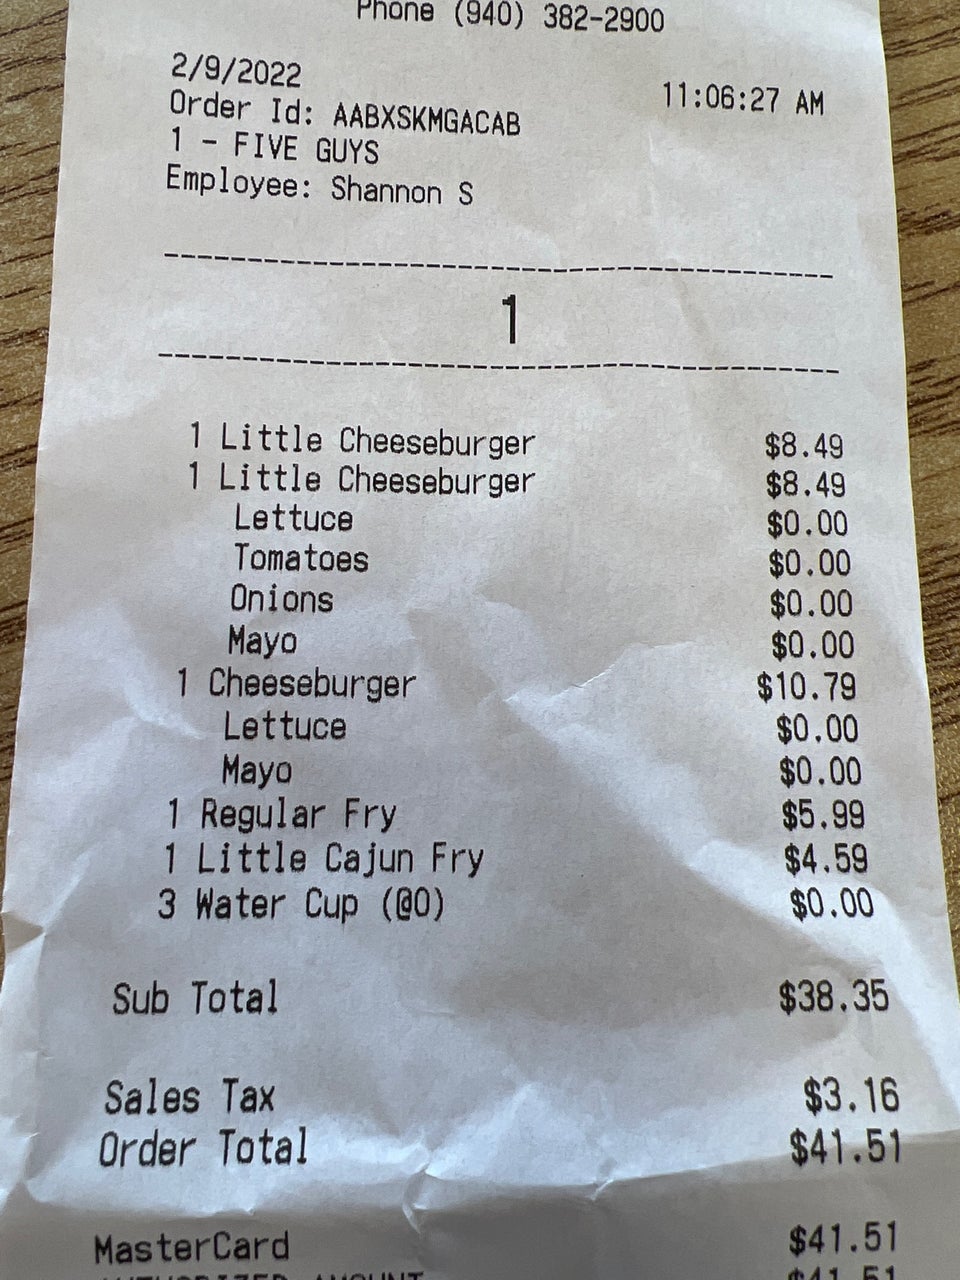 Phone (940) 382-2900
2/9/2022 11:06:27 AM
Order Id: AABXSKMGACAB
1 - FIVE GUYS
Employee: Shannon S
1
1 Little Cheeseburger $8.49
1 Little Cheeseburger $8.49
Lettuce $0.00
Tomatoes $0.00
Onions $0.00
Mayo $0.00
1 Cheeseburger $10.79
Lettuce $0.00
Mayo $0.00
1 Regular Fry $5.99
1 Little Cajun Fry $4.59
3 Water Cup (@0) $0.00
Sub Total $38.35
Sales Tax $3.16
Order Total $41.51
MasterCard $41.51
AUTHORIZED AMOUNT $41.51